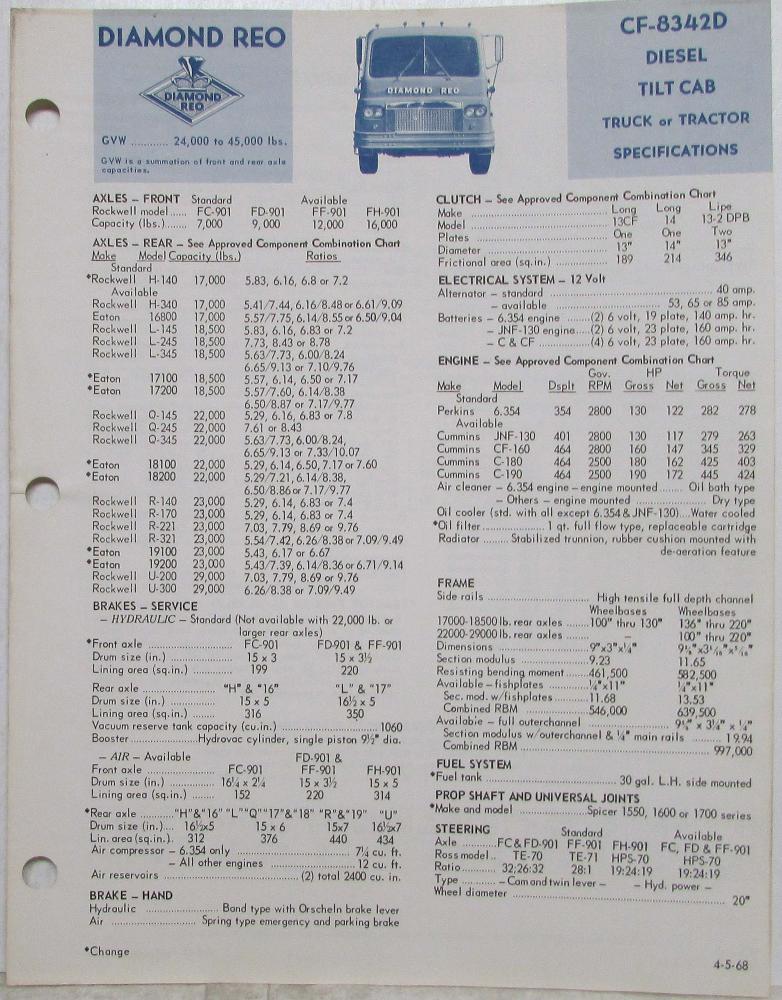 DIAMOND REO
DIAMOND
REO
GVW ........... 24,000 to 45,000 lbs.
GVW is a summation of front and rear axle
capacities.
DIAMOND REO
CF-8342D
DIESEL
TILT CAB
TRUCK or TRACTOR
SPECIFICATIONS
AXLES – FRONT Standard Available
Rockwell model...... FC-901 FD-901 FF-901 FH-901
Capacity (lbs.)....... 7,000 9,000 12,000 16,000
AXLES – REAR – See Approved Component Combination Chart
Make Model Capacity (lbs.) Ratios
Standard
*Rockwell H-140 17,000 5.83, 6.16, 6.8 or 7.2
Available
Rockwell H-340 17,000 5.41/7.44, 6.16/8.48 or 6.61/9.09
Eaton 16800 17,000 5.57/7.75, 6.14/8.55 or 6.50/9.04
Rockwell L-145 18,500 5.83, 6.16, 6.83 or 7.2
Rockwell L-245 18,500 7.73, 8.43 or 8.78
Rockwell L-345 18,500 5.63/7.73, 6.00/8.24
6.65/9.13 or 7.10/9.76
*Eaton 17100 18,500 5.57, 6.14, 6.50 or 7.17
*Eaton 17200 18,500 5.57/7.60, 6.14/8.38
6.50/8.87 or 7.17/9.77
Rockwell Q-145 22,000 5.29, 6.16, 6.83 or 7.8
Rockwell Q-245 22,000 7.61 or 8.43
Rockwell Q-345 22,000 5.63/7.73, 6.00/8.24,
6.65/9.13 or 7.33/10.07
*Eaton 18100 22,000 5.29, 6.14, 6.50, 7.17 or 7.60
*Eaton 18200 22,000 5.29/7.21, 6.14/8.38,
6.50/8.86 or 7.17/9.77
Rockwell R-140 23,000 5.29, 6.14, 6.83 or 7.4
Rockwell R-170 23,000 5.29, 6.14, 6.83 or 7.4
Rockwell R-221 23,000 7.03, 7.79, 8.69 or 9.76
Rockwell R-321 23,000 5.54/7.42, 6.26/8.38 or 7.09/9.49
*Eaton 19100 23,000 5.43, 6.17 or 6.67
*Eaton 19200 23,000 5.43/7.39, 6.14/8.36 or 6.71/9.14
Rockwell U-200 29,000 7.03, 7.79, 8.69 or 9.76
Rockwell U-300 29,000 6.26/8.38 or 7.09/9.49
BRAKES – SERVICE
– HYDRAULIC – Standard (Not available with 22,000 lb. or
larger rear axles)
*Front axle ............... FC-901 FD-901 & FF-901
Drum size (in.) ........... 15 x 3 15 x 3½
Lining area (sq.in.) ...... 199 220
Rear axle ................ "H" & "16" "L" & "17"
Drum size (in.) ........... 15 x 5 16½ x 5
Lining area (sq.in.) ...... 316 350
Vacuum reserve tank capacity (cu.in.) ............ 1060
Booster............Hydrovac cylinder, single piston 9½" dia.
– AIR – Available FD-901 &
Front axle ............ FC-901 FF-901 FH-901
Drum size (in.) ...... 16¼ x 2¼ 15 x 3½ 15 x 5
Lining area (sq.in.) ..... 152 220 314
*Rear axle ..........."H"&"16" "L" "Q" "17"&"18" "R"&"19" "U"
Drum size (in.)... 16½x5 15 x 6 15x7 16½x7
Lin. area (sq.in.). 312 376 440 434
Air compressor – 6.354 only ............ 7¼ cu. ft.
– All other engines ............ 12 cu. ft.
Air reservoirs ............ (2) total 2400 cu. in.
BRAKE – HAND
Hydraulic ............ Band type with Orscheln brake lever
Air ............ Spring type emergency and parking brake
*Change
CLUTCH – See Approved Component Combination Chart
Make ............ Long Long Lipe
Model ............ 13CF 14 13-2 DPB
Plates ............ One One Two
Diameter ............ 13" 14" 13"
Frictional area (sq.in.) ............ 189 214 346
ELECTRICAL SYSTEM – 12 Volt
Alternator – standard ............ 40 amp.
– available ............ 53, 65 or 85 amp.
Batteries – 6.354 engine .......(2) 6 volt, 19 plate, 140 amp. hr.
– JNF-130 engine....(2) 6 volt, 23 plate, 160 amp. hr.
– C & CF ............(4) 6 volt, 23 plate, 160 amp. hr.
ENGINE – See Approved Component Combination Chart
Gov. HP Torque
Make Model Dsplt RPM Gross Net Gross Net
Standard
Perkins 6.354 354 2800 130 122 282 278
Available
Cummins JNF-130 401 2800 130 117 279 263
Cummins CF-160 464 2800 160 147 345 329
Cummins C-180 464 2500 180 162 425 403
Cummins C-190 464 2500 190 172 445 424
Air cleaner – 6.354 engine – engine mounted...... Oil bath type
– Others – engine mounted ............ Dry type
Oil cooler (std. with all except 6.354 & JNF-130)....Water cooled
*Oil filter............1 qt. full flow type, replaceable cartridge
Radiator ....... Stabilized trunnion, rubber cushion mounted with
de-aeration feature
FRAME
Side rails ............ High tensile full depth channel
Wheelbases Wheelbases
17000-18500 lb. rear axles ......100" thru 130" 136" thru 220"
22000-29000 lb. rear axles ...... – 100" thru 220"
Dimensions ............ 9"x3"x¼" 9⅝"x3¹/₁₆"x⁵/₁₆"
Section modulus ............9.23 11.65
Resisting bending moment......461,500 582,500
Available – fishplates ............¼"x11" ¼"x11"
Sec. mod. w/fishplates ........11.68 13.53
Combined RBM ............546,000 639,500
Available – full outerchannel ............ 9⅝" x 3¼" x ¼"
Section modulus w/outerchannel & ¼" main rails ....... 19.94
Combined RBM ............ 997,000
FUEL SYSTEM
*Fuel tank ............ 30 gal. L.H. side mounted
PROP SHAFT AND UNIVERSAL JOINTS
*Make and model ............Spicer 1550, 1600 or 1700 series
STEERING Standard Available
Axle .......FC & FD-901 FF-901 FH-901 FC, FD & FF-901
Ross model.. TE-70 TE-71 HPS-70 HPS-70
Ratio........ 32:26:32 28:1 19:24:19 19:24:19
Type ......... – Cam and twin lever – – Hyd. power –
Wheel diameter ............ 20"
4-5-68